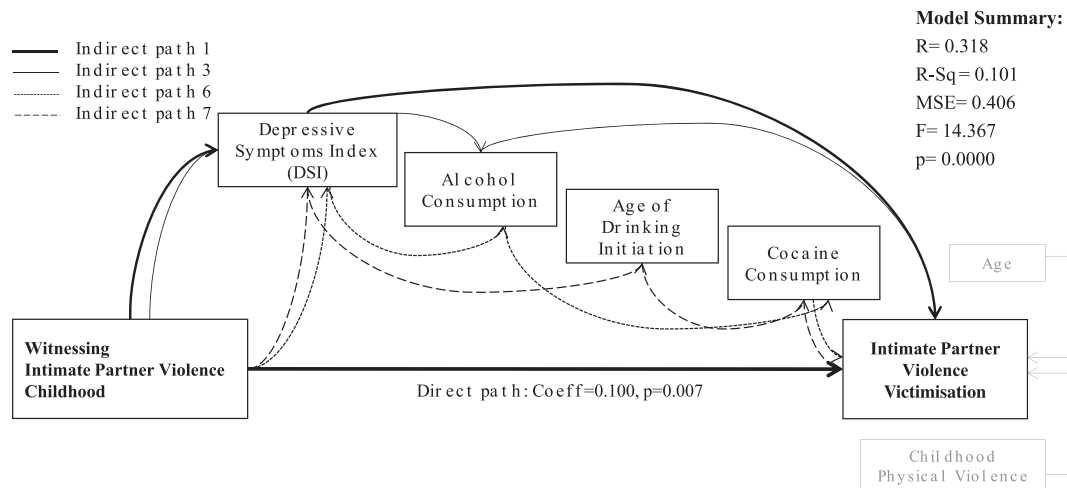 Indirect path 1
Indirect path 3
Indirect path 6
Indirect path 7
Model Summary:
R= 0.318
R-Sq= 0.101
MSE= 0.406
F= 14.367
p= 0.0000
Depressive
Symptoms Index
(DSI)
Alcohol
Consumption
Age of
Drinking
Initiation
Cocaine
Consumption
Age
Witnessing
Intimate Partner Violence
Childhood
Direct path: Coeff=0.100, p=0.007
Intimate Partner
Violence
Victimisation
Childhood
Physical Violence